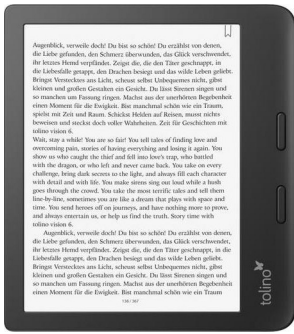 Augenblick, verweile doch! Du bist so schön! Du erzählst von denen,
die Liebe gefunden, den Schmerz überwunden, das Glück verschwendet,
ihr letztes Hemd verpfändet. Zeigst die, die den Täter geschnappt, in
die Liebesfalle getappt, den Drachen besiegt und das wilde Leben geliebt.
Bringst Verstecktes ans Licht, scheust selbst Unbequemes nicht, gibst
kleinen und großen Gestalten ein Gesicht. Du lässt Sirenen singen und
so manchen um Fassung ringen. Machst aus der unerhörten Begebenheit
einen Moment für die Ewigkeit. Bist manchmal schön wie ein Traum,
spielst mit Zeit und Raum. Schickst Helden auf Reisen, musst nichts
beweisen und steckst doch voller Wahrheiten. Zeit für Geschichten mit
tolino vision 6.
Wait, stay a while! You are so fair! You tell tales of finding love and
overcoming pain, stories of having everything and losing it again. You
show us who caught the thief and fell into love's trap, who battled
with the dragon, or who left and never came back. You take on every
challenge, bring dark secrets to the light, and always fill each character
with detail and with life. You make sirens sing out loud while a hush
goes through the crowd. You take the most terrific tales and tell them
line-by-line, sometimes you are like a dream that plays with space and
time. You send heroes off on journeys, and have nothing more to prove,
and always entertain us, or help us find the truth. Story time with
tolino vision 6.
Augenblick, verweile doch! Du bist so schön! Du erzählst von denen,
die Liebe gefunden, den Schmerz überwunden, das Glück verschwendet,
ihr letztes Hemd verpfändet. Zeigst die, die den Täter geschnappt, in die
Liebesfalle getappt, den Drachen besiegt und das wilde Leben geliebt.
Bringst Verstecktes ans Licht, scheust selbst Unbequemes nicht, gibst
kleinen und großen Gestalten ein Gesicht. Du lässt Sirenen singen und
so manchen um Fassung ringen. Machst aus der unerhörten Begebenheit
einen Moment für die Ewigkeit. Bist manchmal schön wie ein Traum,
138 / 367
tolino